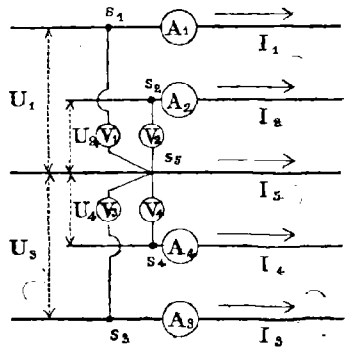 s₁ A₁ I₁
U₁
s₂ A₂ I₂
U₂ V₁ V₂
s₅ I₅
U₄ V₃ V₄
s₄ A₄ I₄
U₃
s₃ A₃ I₃